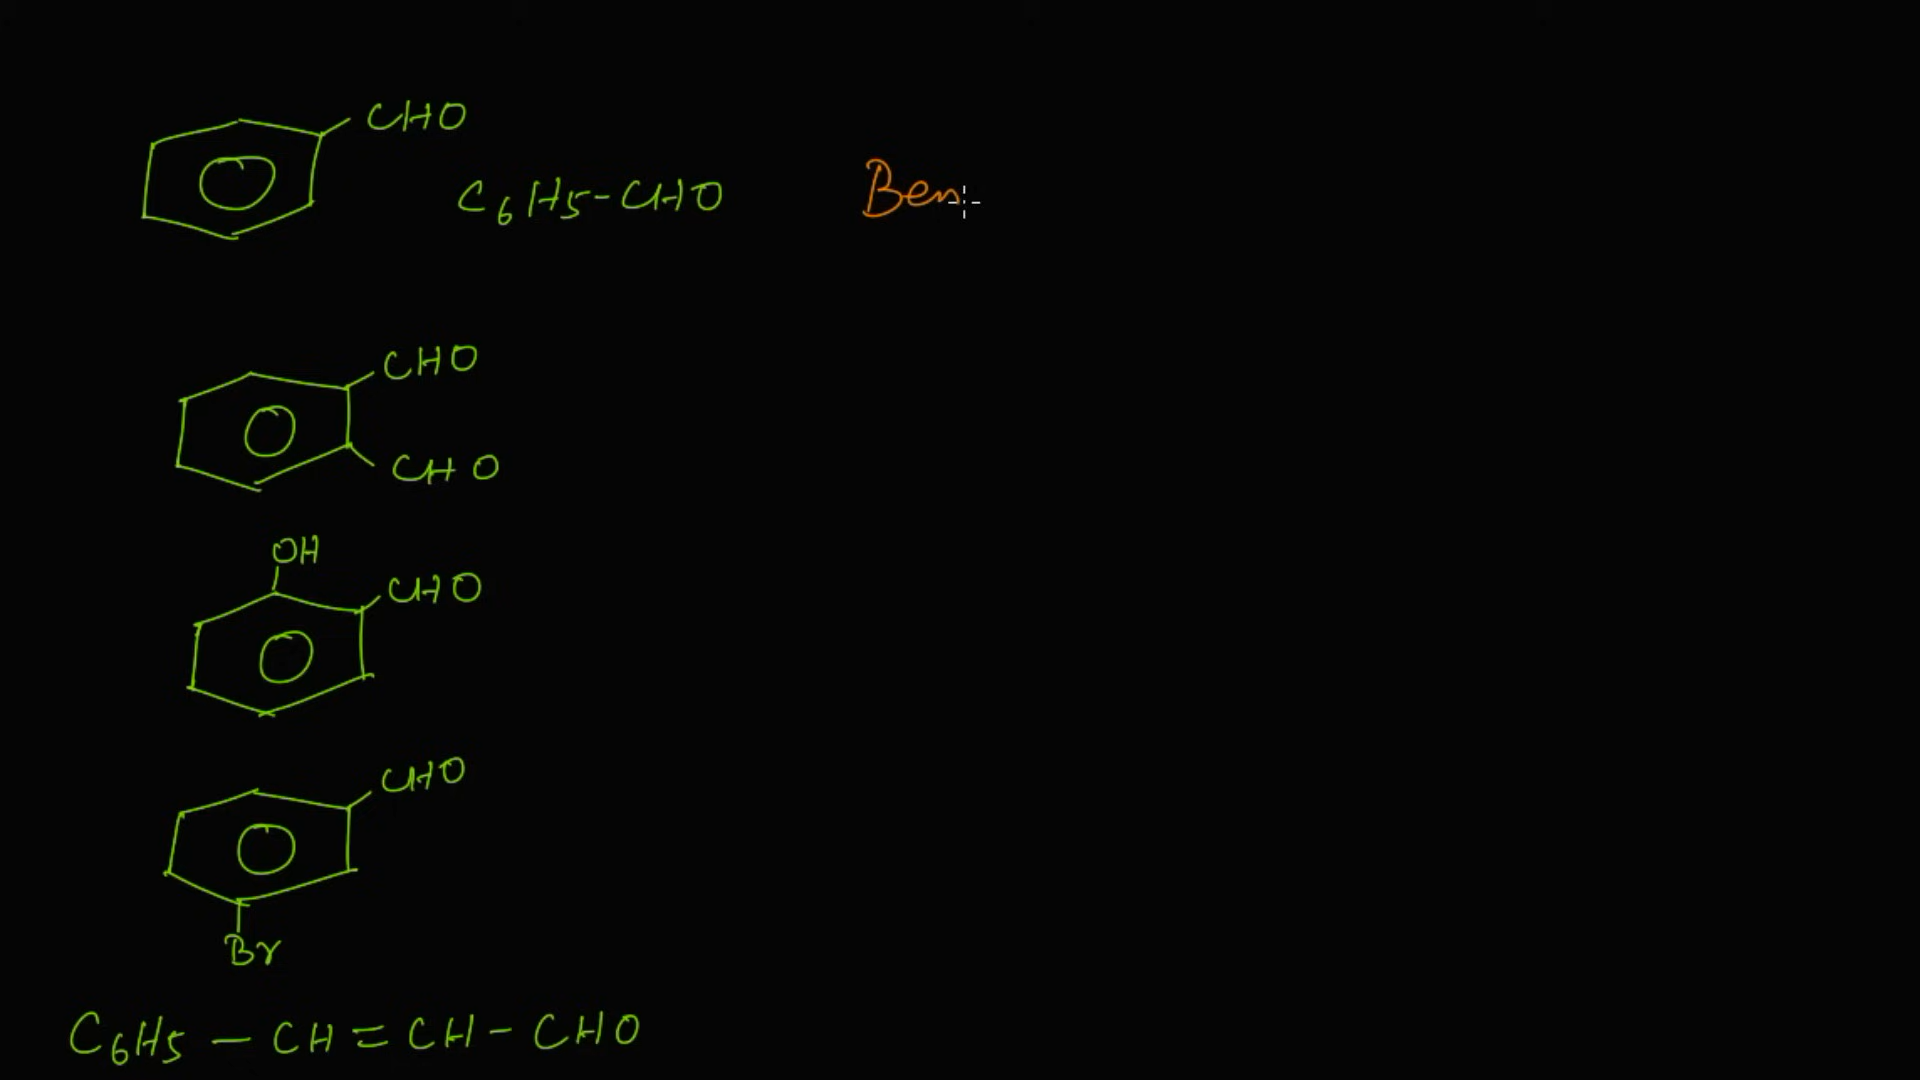 CHO
C6H5-CHO Ben
CHO
CHO
OH
CHO
CHO
Br
C6H5 - CH = CH - CHO